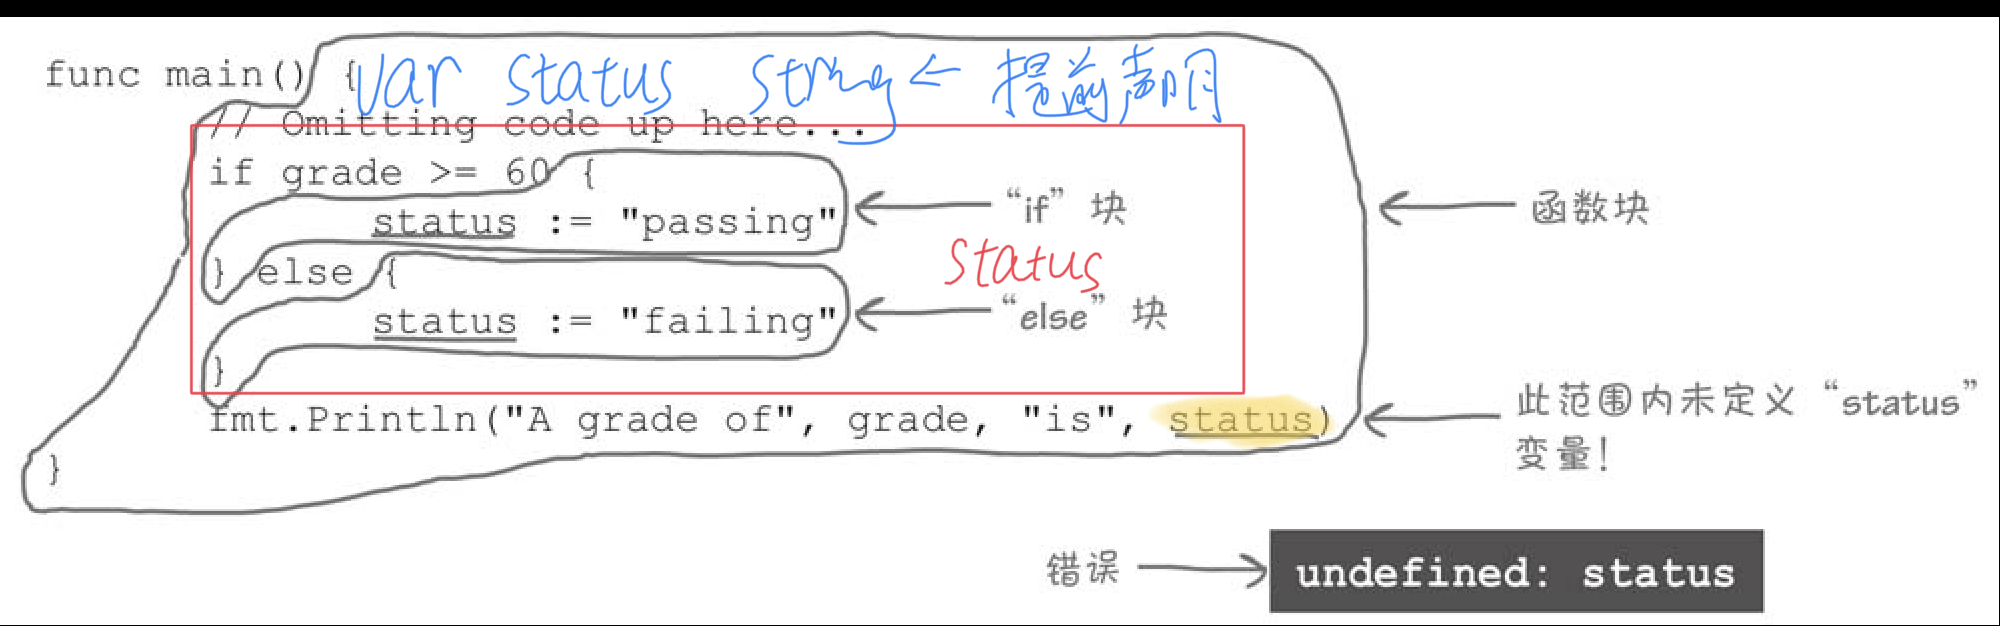 func main() { var status string ← 提前声明
// Omitting code up here...
if grade >= 60 {
status := "passing" ← “if” 块 ← 函数块
} else { status
status := "failing" ← “else” 块
}
fmt.Println("A grade of", grade, "is", status) ← 此范围内未定义“status”
变量！
}
错误 → undefined: status